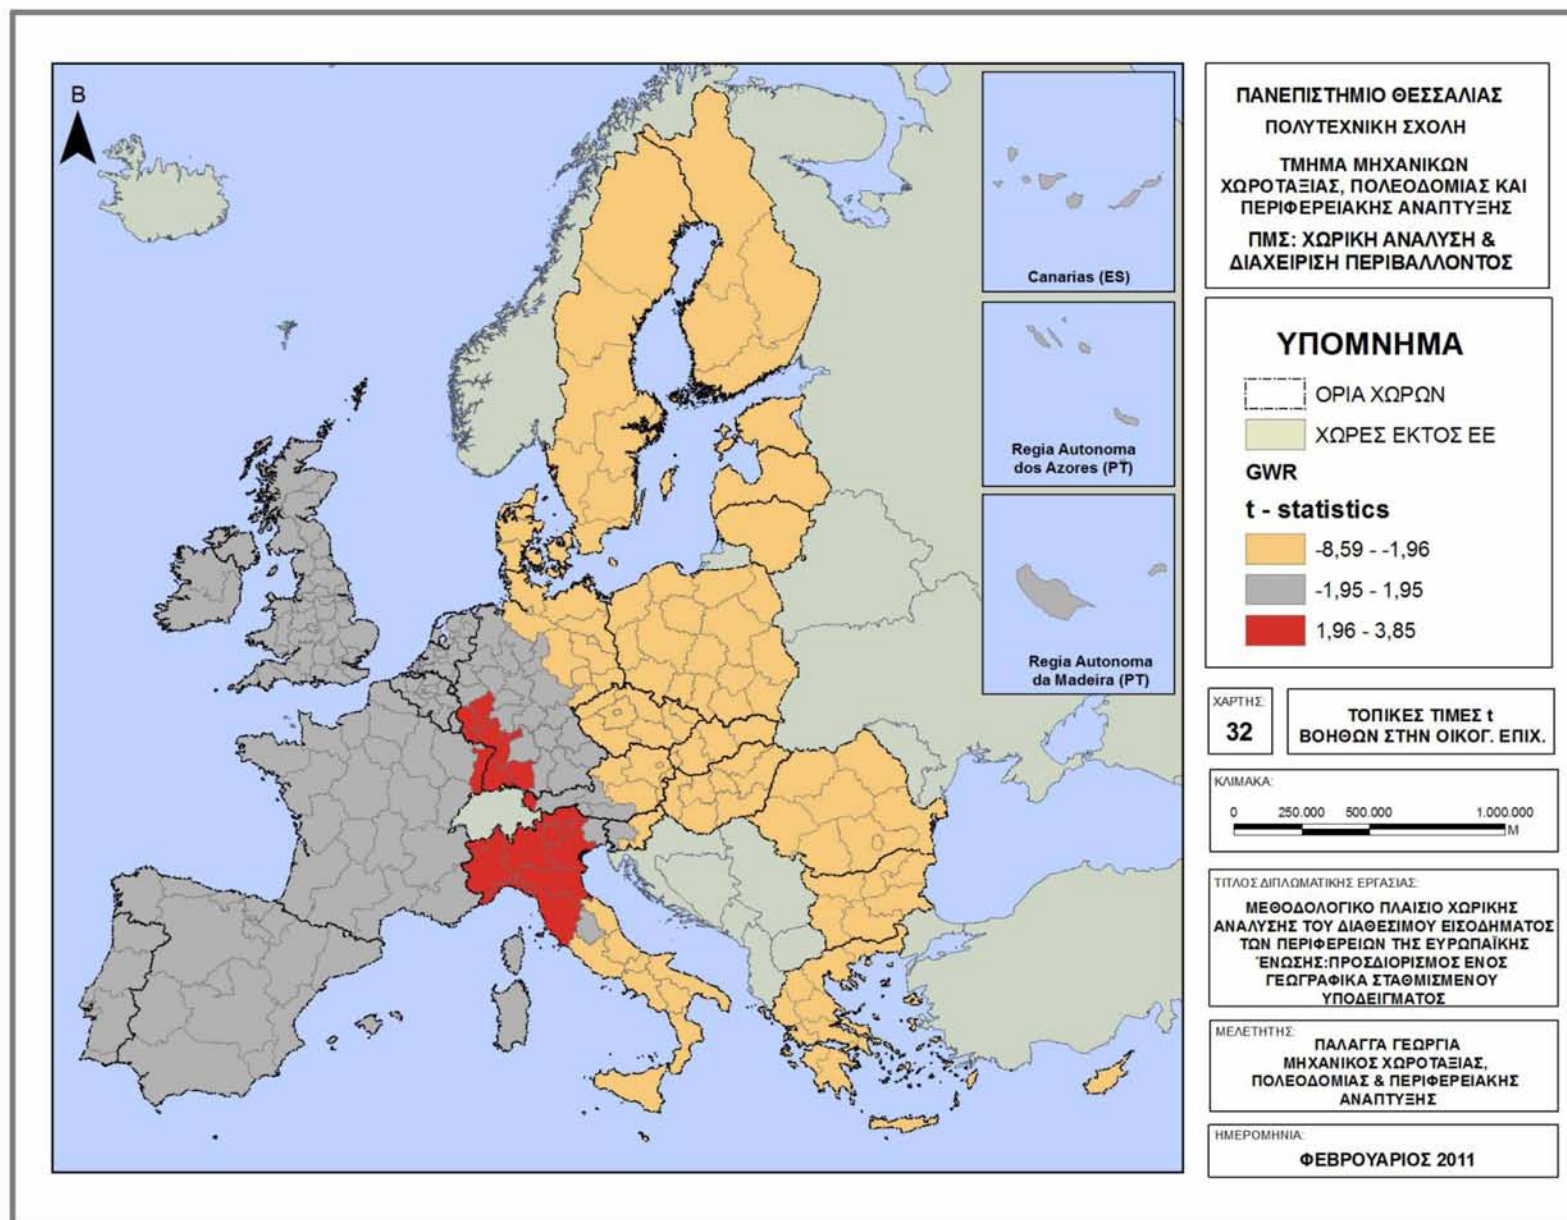 B
Canarias (ES)
Regia Autonoma
dos Azores (PT)
Regia Autonoma
da Madeira (PT)
ΠΑΝΕΠΙΣΤΗΜΙΟ ΘΕΣΣΑΛΙΑΣ
ΠΟΛΥΤΕΧΝΙΚΗ ΣΧΟΛΗ
ΤΜΗΜΑ ΜΗΧΑΝΙΚΩΝ
ΧΩΡΟΤΑΞΙΑΣ, ΠΟΛΕΟΔΟΜΙΑΣ ΚΑΙ
ΠΕΡΙΦΕΡΕΙΑΚΗΣ ΑΝΑΠΤΥΞΗΣ
ΠΜΣ: ΧΩΡΙΚΗ ΑΝΑΛΥΣΗ &
ΔΙΑΧΕΙΡΙΣΗ ΠΕΡΙΒΑΛΛΟΝΤΟΣ
ΥΠΟΜΝΗΜΑ
ΟΡΙΑ ΧΩΡΩΝ
ΧΩΡΕΣ ΕΚΤΟΣ ΕΕ
GWR
t - statistics
-8,59 - -1,96
-1,95 - 1,95
1,96 - 3,85
ΧΑΡΤΗΣ:
32
ΤΟΠΙΚΕΣ ΤΙΜΕΣ t
ΒΟΗΘΩΝ ΣΤΗΝ ΟΙΚΟΓ. ΕΠΙΧ.
ΚΛΙΜΑΚΑ:
0 250.000 500.000 1.000.000
M
ΤΙΤΛΟΣ ΔΙΠΛΩΜΑΤΙΚΗΣ ΕΡΓΑΣΙΑΣ:
ΜΕΘΟΔΟΛΟΓΙΚΟ ΠΛΑΙΣΙΟ ΧΩΡΙΚΗΣ
ΑΝΑΛΥΣΗΣ ΤΟΥ ΔΙΑΘΕΣΙΜΟΥ ΕΙΣΟΔΗΜΑΤΟΣ
ΤΩΝ ΠΕΡΙΦΕΡΕΙΩΝ ΤΗΣ ΕΥΡΩΠΑΪΚΗΣ
ΈΝΩΣΗΣ:ΠΡΟΣΔΙΟΡΙΣΜΟΣ ΕΝΟΣ
ΓΕΩΓΡΑΦΙΚΑ ΣΤΑΘΜΙΣΜΕΝΟΥ
ΥΠΟΔΕΙΓΜΑΤΟΣ
ΜΕΛΕΤΗΤΗΣ:
ΠΑΛΑΓΓΑ ΓΕΩΡΓΙΑ
ΜΗΧΑΝΙΚΟΣ ΧΩΡΟΤΑΞΙΑΣ,
ΠΟΛΕΟΔΟΜΙΑΣ & ΠΕΡΙΦΕΡΕΙΑΚΗΣ
ΑΝΑΠΤΥΞΗΣ
ΗΜΕΡΟΜΗΝΙΑ:
ΦΕΒΡΟΥΑΡΙΟΣ 2011